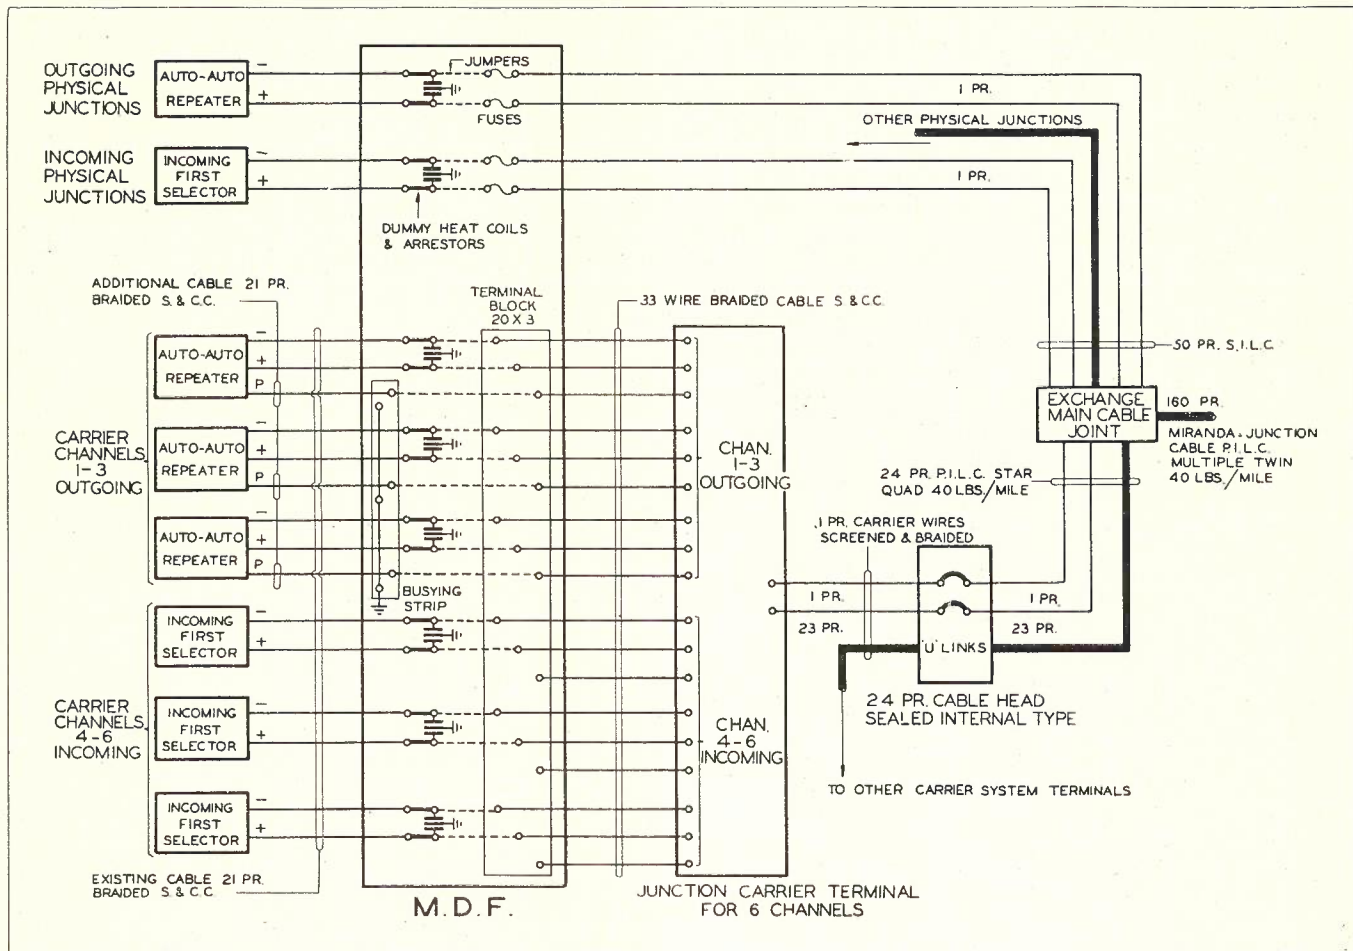 OUTGOING
PHYSICAL
JUNCTIONS
AUTO-AUTO
REPEATER
−
+
JUMPERS
FUSES
1 PR.
OTHER PHYSICAL JUNCTIONS
INCOMING
PHYSICAL
JUNCTIONS
INCOMING
FIRST
SELECTOR
−
+
1 PR.
DUMMY HEAT COILS
& ARRESTORS
ADDITIONAL CABLE 21 PR.
BRAIDED S.& C.C.
TERMINAL
BLOCK
20 X 3
33 WIRE BRAIDED CABLE S & C.C.
50 PR. S.I.L.C.
CARRIER
CHANNELS
1-3
OUTGOING
AUTO-AUTO
REPEATER
−
+
P
AUTO-AUTO
REPEATER
−
+
P
AUTO-AUTO
REPEATER
−
+
P
BUSYING
STRIP
CHAN.
1-3
OUTGOING
EXCHANGE
MAIN CABLE
JOINT
160 PR.
MIRANDA-JUNCTION
CABLE P.I.L.C.
MULTIPLE TWIN
40 LBS./MILE
24 PR. P.I.L.C. STAR
QUAD 40 LBS./MILE
1 PR. CARRIER WIRES
SCREENED & BRAIDED
1 PR.
1 PR.
23 PR.
23 PR.
'U' LINKS
24 PR. CABLE HEAD
SEALED INTERNAL TYPE
TO OTHER CARRIER SYSTEM TERMINALS
CARRIER
CHANNELS
4-6
INCOMING
INCOMING
FIRST
SELECTOR
−
+
INCOMING
FIRST
SELECTOR
−
+
INCOMING
FIRST
SELECTOR
−
+
CHAN.
4-6
INCOMING
EXISTING CABLE 21 PR.
BRAIDED S.& C.C.
M.D.F.
JUNCTION CARRIER TERMINAL
FOR 6 CHANNELS